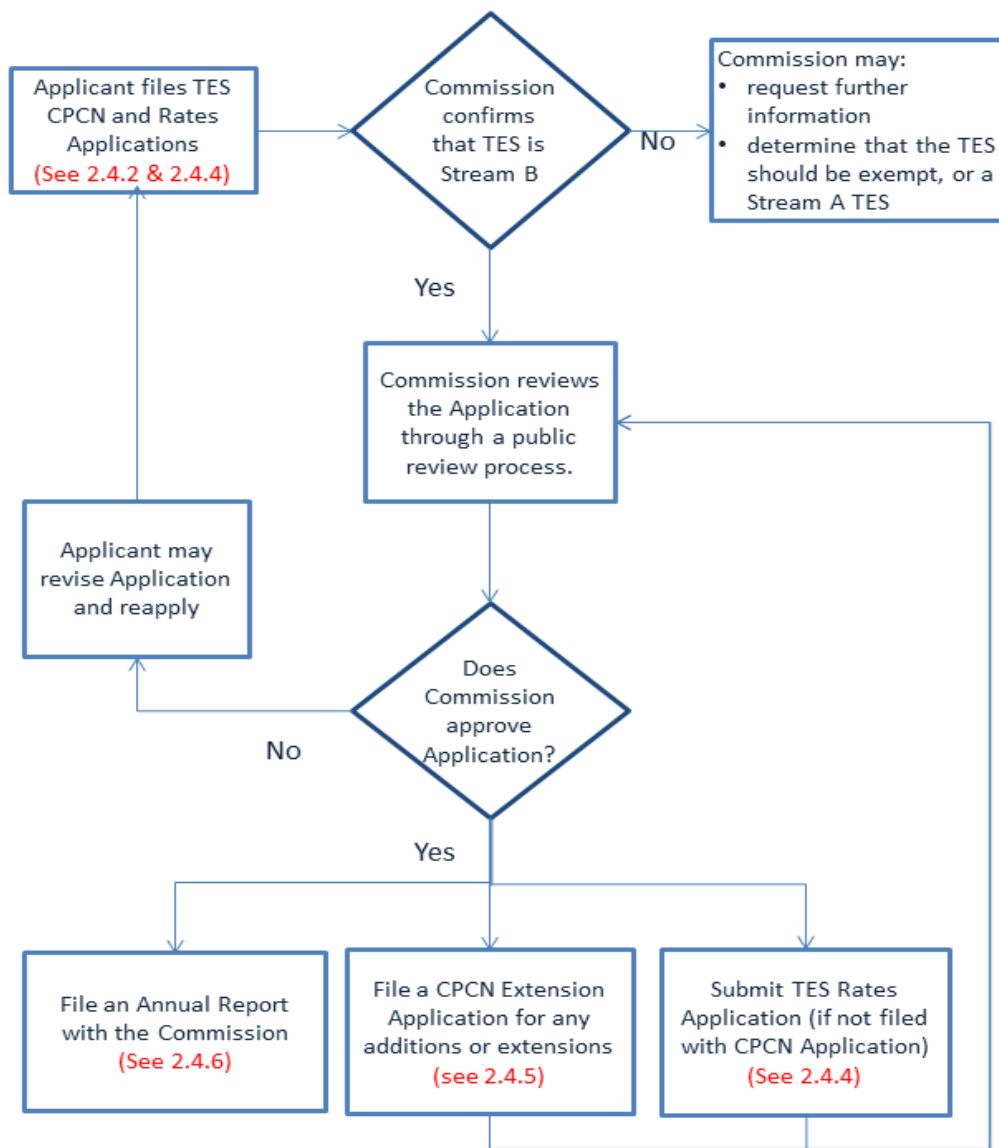 Applicant files TES
CPCN and Rates
Applications
(See 2.4.2 & 2.4.4)
Commission
confirms
that TES is
Stream B
No
Commission may:
• request further
information
• determine that the TES
should be exempt, or a
Stream A TES
Yes
Commission reviews
the Application
through a public
review process.
Applicant may
revise Application
and reapply
Does
Commission
approve
Application?
No
Yes
File an Annual Report
with the Commission
(See 2.4.6)
File a CPCN Extension
Application for any
additions or extensions
(see 2.4.5)
Submit TES Rates
Application (if not filed
with CPCN Application)
(See 2.4.4)